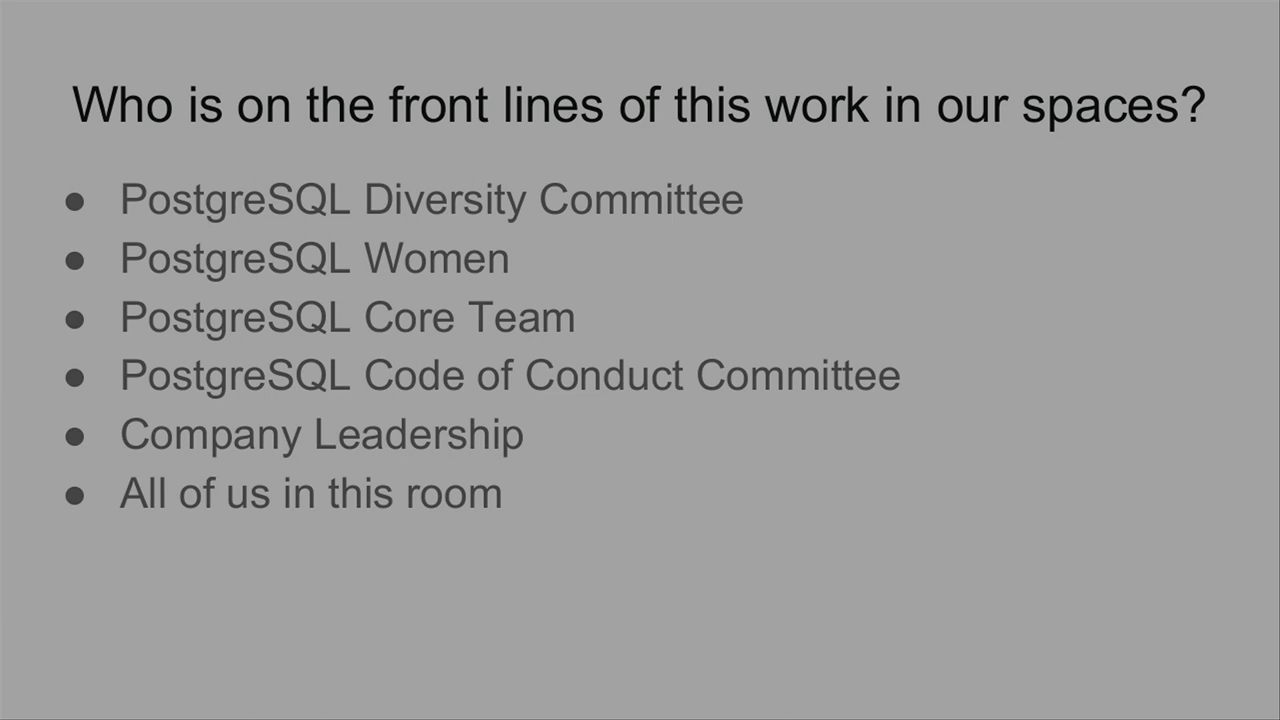 Who is on the front lines of this work in our spaces?
● PostgreSQL Diversity Committee
● PostgreSQL Women
● PostgreSQL Core Team
● PostgreSQL Code of Conduct Committee
● Company Leadership
● All of us in this room